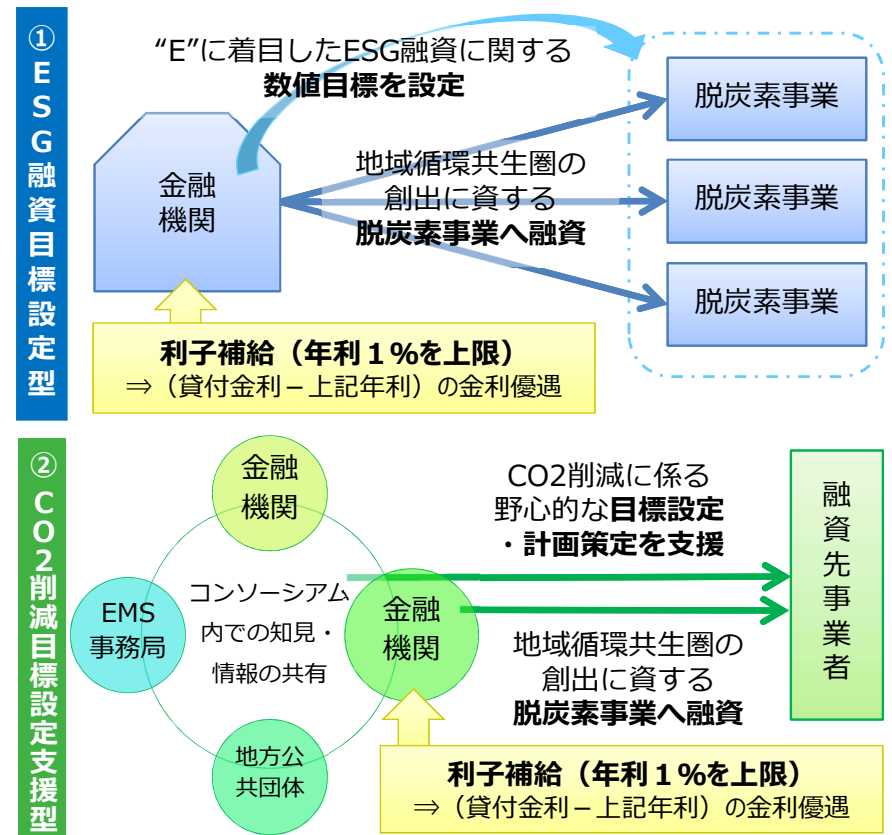 ①ESG融資目標設定型
“E”に着目したESG融資に関する
数値目標を設定
金融
機関
地域循環共生圏の
創出に資する
脱炭素事業へ融資
脱炭素事業
脱炭素事業
脱炭素事業
利子補給（年利１%を上限）
⇒（貸付金利－上記年利）の金利優遇
②CO2削減目標設定支援型
金融
機関
EMS
事務局
コンソーシアム
内での知見・
情報の共有
金融
機関
地方公
共団体
CO2削減に係る
野心的な目標設定
・計画策定を支援
地域循環共生圏の
創出に資する
脱炭素事業へ融資
融資先事業者
利子補給（年利１%を上限）
⇒（貸付金利－上記年利）の金利優遇